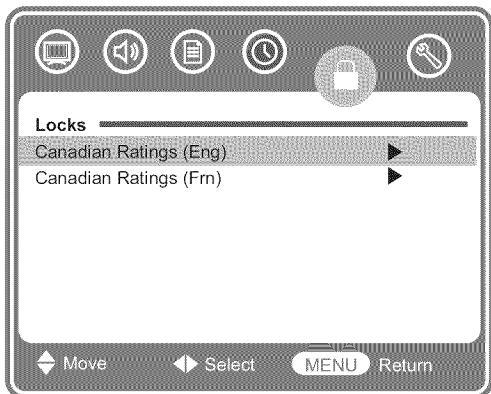 Locks
Canadian Ratings (Eng)
Canadian Ratings (Frn)
Move Select MENU Return